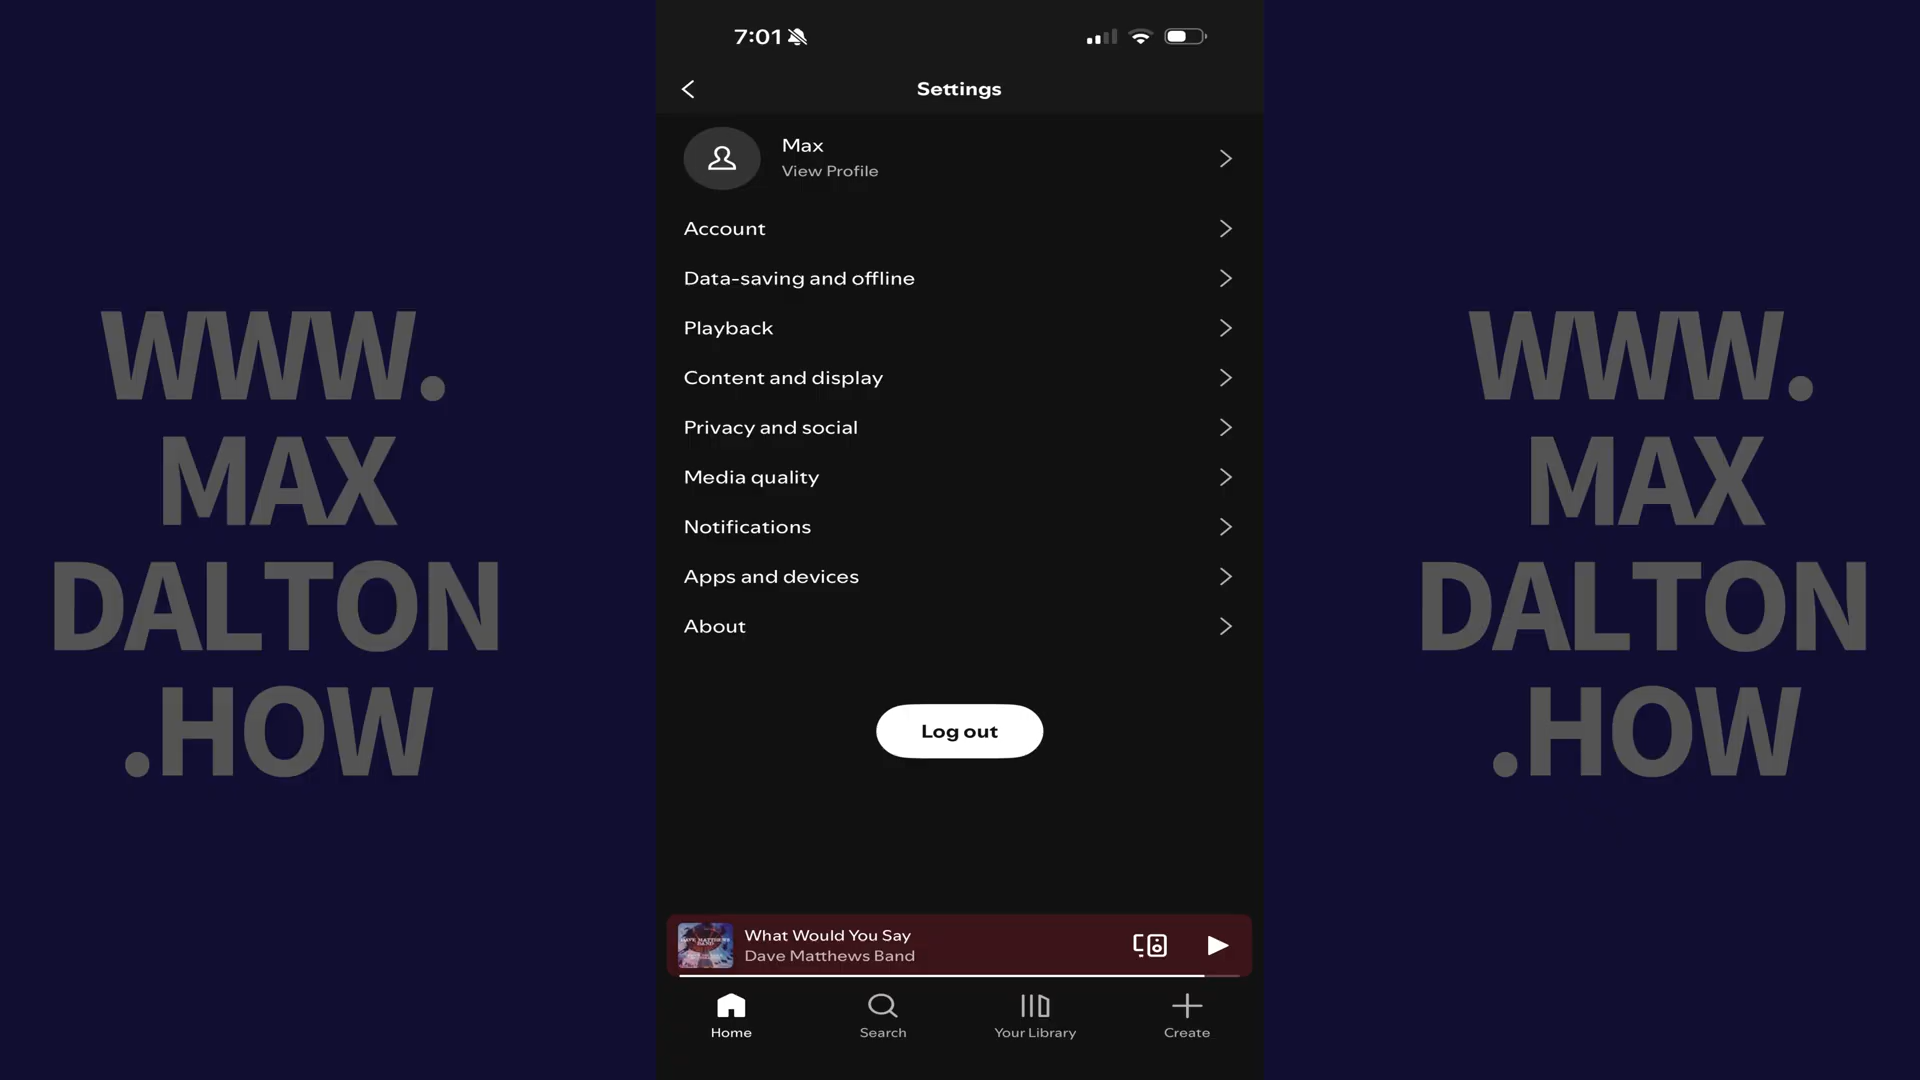 WWW.
MAX
DALTON
.HOW
7:01
Settings
Max
View Profile
Account
Data-saving and offline
Playback
Content and display
Privacy and social
Media quality
Notifications
Apps and devices
About
Log out
What Would You Say
Dave Matthews Band
Home
Search
Your Library
Create
WWW.
MAX
DALTON
.HOW